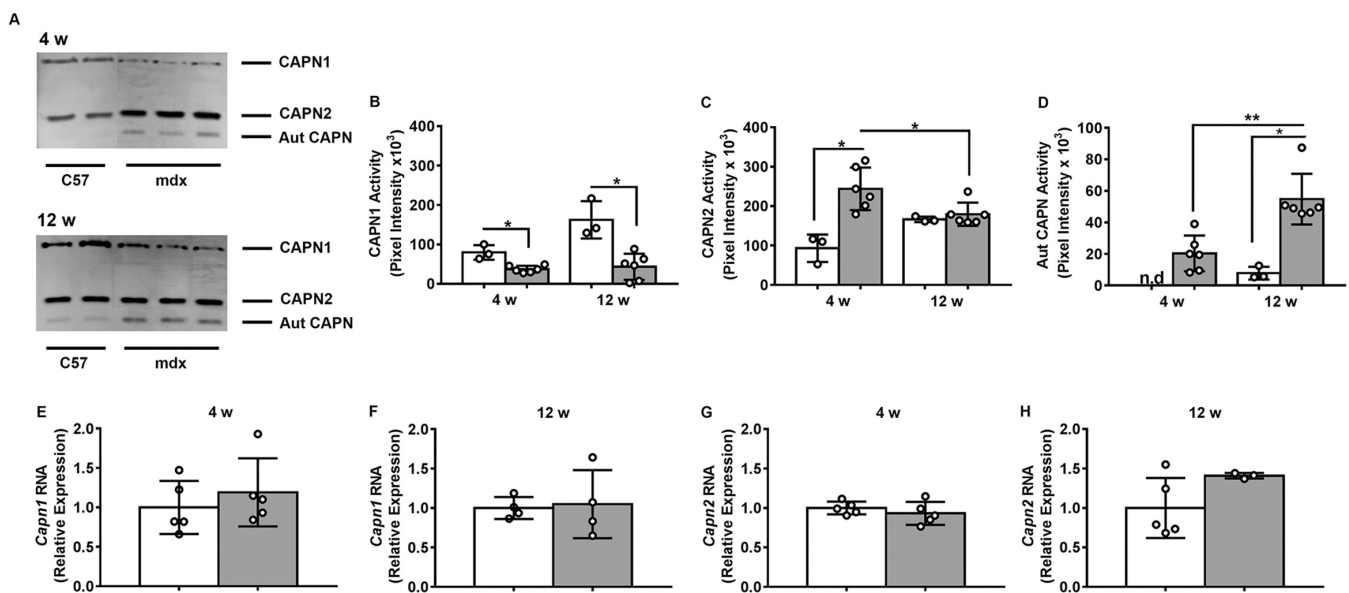 A
4 w
CAPN1
CAPN2
Aut CAPN
C57 mdx
12 w
CAPN1
CAPN2
Aut CAPN
C57 mdx
B
CAPN1 Activity
(Pixel Intensity x10³)
400
300
200
100
0
*
*
4 w 12 w
C
CAPN2 Activity
(Pixel Intensity x 10³)
400
300
200
100
0
*
*
4 w 12 w
D
Aut CAPN Activity
(Pixel Intensity x 10³)
100
80
60
40
20
0
**
*
n.d
4 w 12 w
E
4 w
Capn1 RNA
(Relative Expression)
2.0
1.5
1.0
0.5
0.0
F
12 w
Capn1 RNA
(Relative Expression)
2.0
1.5
1.0
0.5
0.0
G
4 w
Capn2 RNA
(Relative Expression)
2.0
1.5
1.0
0.5
0.0
H
12 w
Capn2 RNA
(Relative Expression)
2.0
1.5
1.0
0.5
0.0